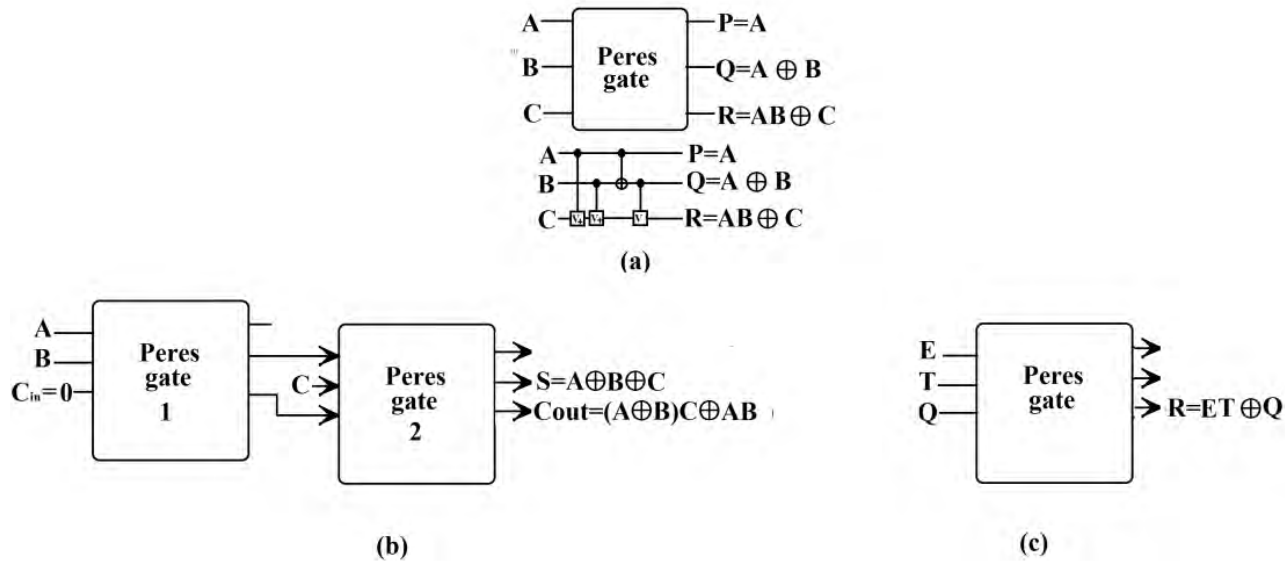 A
B
C
Peres
gate
P=A
Q=A ⊕ B
R=AB ⊕ C
A
B
C
V+
V+
V
P=A
Q=A ⊕ B
R=AB ⊕ C
(a)
A
B
Cin=0
Peres
gate
1
C
Peres
gate
2
S=A⊕B⊕C
Cout=(A⊕B)C⊕AB
(b)
E
T
Q
Peres
gate
R=ET ⊕Q
(c)